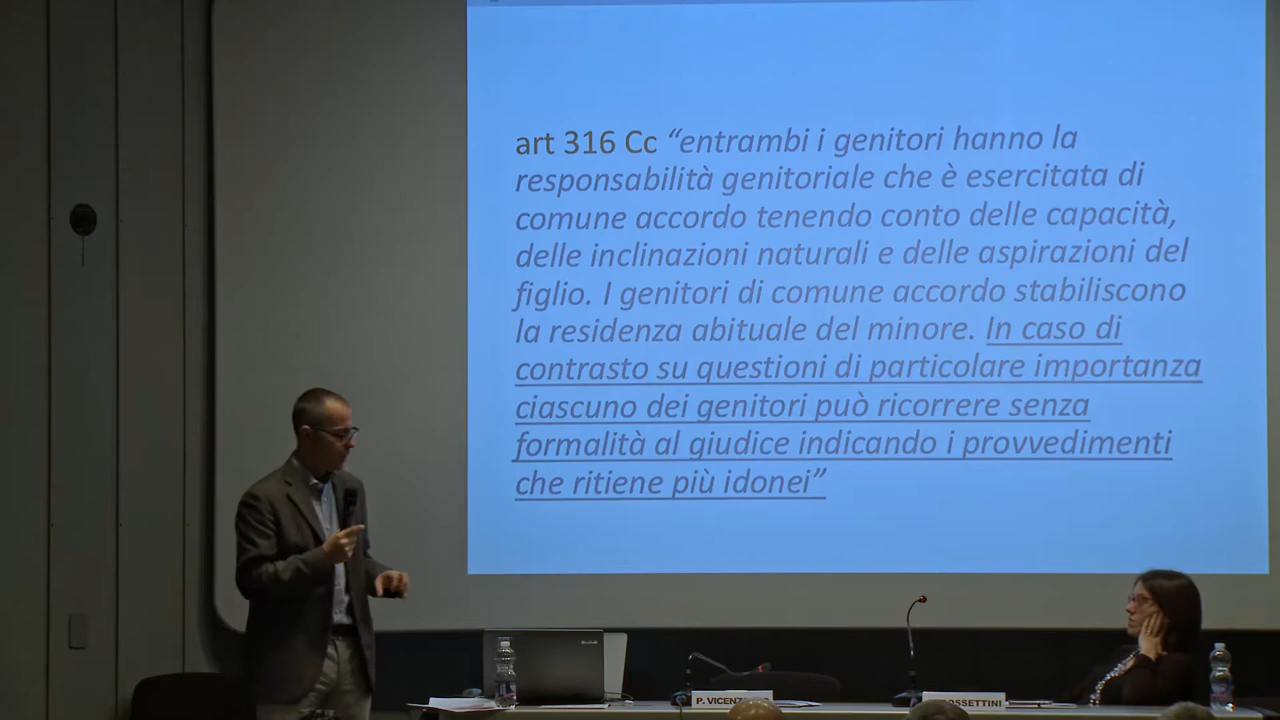 art 316 Cc “entrambi i genitori hanno la
responsabilità genitoriale che è esercitata di
comune accordo tenendo conto delle capacità,
delle inclinazioni naturali e delle aspirazioni del
figlio. I genitori di comune accordo stabiliscono
la residenza abituale del minore. In caso di
contrasto su questioni di particolare importanza
ciascuno dei genitori può ricorrere senza
formalità al giudice indicando i provvedimenti
che ritiene più idonei”